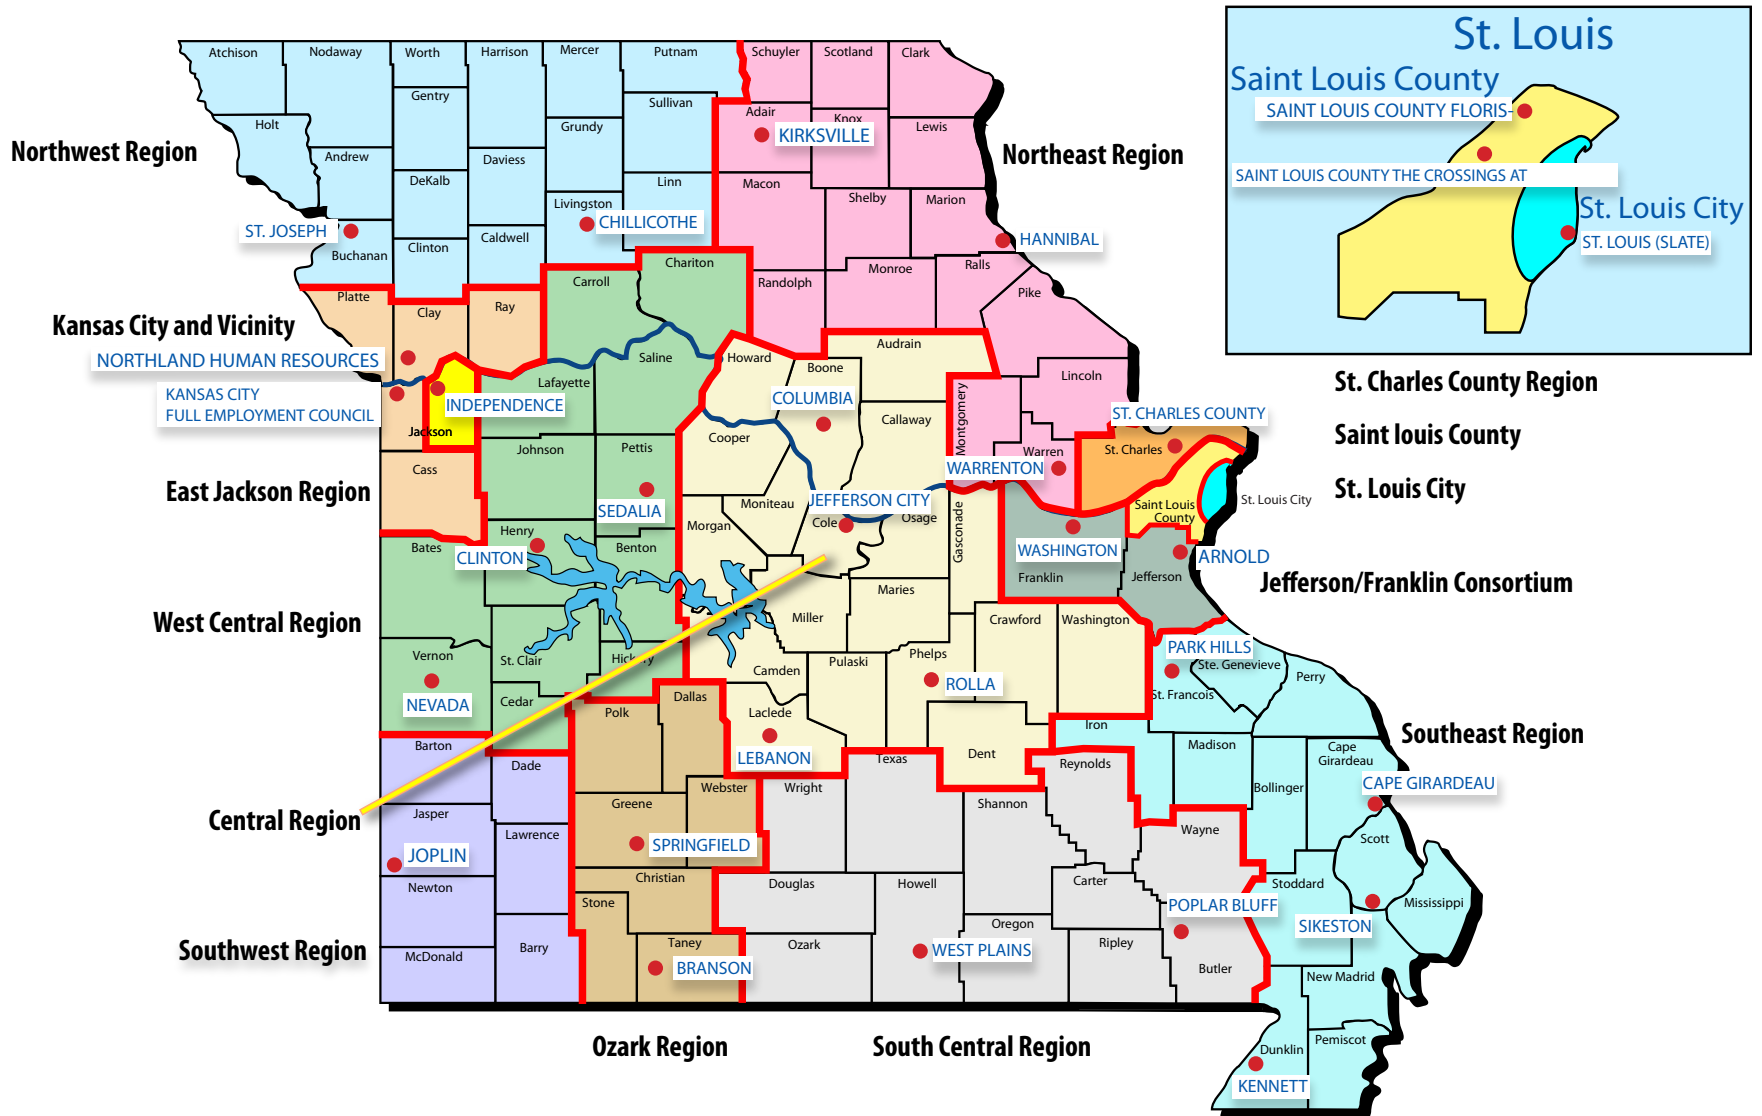 St. Louis
Saint Louis County
SAINT LOUIS COUNTY FLORIS-
SAINT LOUIS COUNTY THE CROSSINGS AT
St. Louis City
ST. LOUIS (SLATE)
Atchison
Nodaway
Worth
Harrison
Mercer
Putnam
Schuyler
Scotland
Clark
Gentry
Sullivan
Adair
Knox
Holt
Grundy
Lewis
KIRKSVILLE
Northwest Region
Northeast Region
Andrew
Daviess
DeKalb
Linn
Macon
Livingston
Shelby
Marion
CHILLICOTHE
ST. JOSEPH
Caldwell
HANNIBAL
Buchanan
Clinton
Chariton
Carroll
Monroe
Ralls
Randolph
Pike
Platte
Clay
Ray
Kansas City and Vicinity
NORTHLAND HUMAN RESOURCES
Saline
Howard
Audrain
Boone
Lincoln
Lafayette
KANSAS CITY
FULL EMPLOYMENT COUNCIL
INDEPENDENCE
COLUMBIA
Callaway
Montgomery
ST. CHARLES COUNTY
St. Charles County Region
Jackson
Cooper
Johnson
Pettis
Warren
St. Charles
Saint louis County
Cass
WARRENTON
East Jackson Region
SEDALIA
Moniteau
JEFFERSON CITY
St. Louis City
St. Louis City
Saint Louis
County
Henry
Morgan
Cole
Osage
Gasconade
Bates
Benton
CLINTON
WASHINGTON
ARNOLD
Franklin
Jefferson
Jefferson/Franklin Consortium
Maries
Miller
Crawford
Washington
West Central Region
Vernon
St. Clair
Hickory
Camden
Pulaski
Phelps
PARK HILLS
Ste. Genevieve
Perry
ROLLA
St. Francois
NEVADA
Cedar
Dallas
Polk
Laclede
Iron
Southeast Region
Barton
Dade
LEBANON
Texas
Dent
Madison
Cape
Girardeau
Reynolds
Webster
Wright
Bollinger
CAPE GIRARDEAU
Greene
Shannon
Central Region
Jasper
Lawrence
Wayne
Scott
JOPLIN
SPRINGFIELD
Christian
Newton
Douglas
Howell
Carter
Stoddard
Stone
Mississippi
POPLAR BLUFF
SIKESTON
Oregon
Taney
Ozark
Ripley
Barry
Southwest Region
McDonald
WEST PLAINS
BRANSON
Butler
New Madrid
Ozark Region
South Central Region
Pemiscot
Dunklin
KENNETT